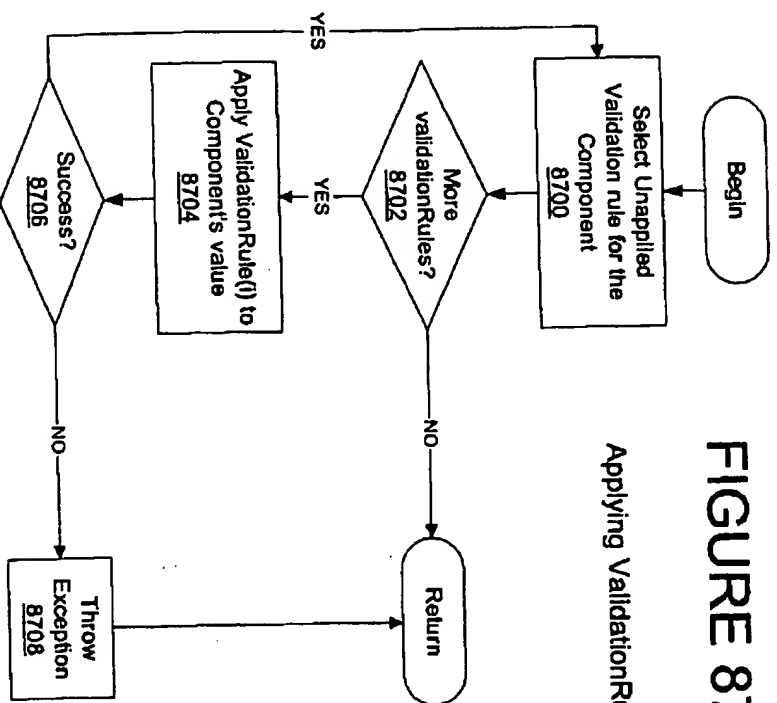 FIGURE 87
Applying ValidationRu
Begin
Select Unapplied
Validation rule for the
Component
8700
More
validationRules?
8702
YES
NO
Return
Apply ValidationRule(i) to
Component's value
8704
Success?
8706
YES
NO
Throw
Exception
8708